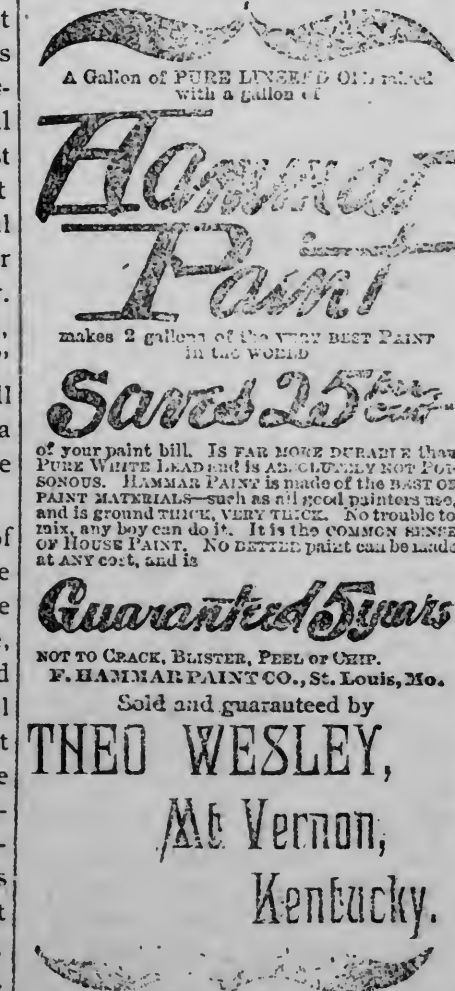 A Gallon of PURE LINSEED OIL mixed
with a gallon of
Hammar
Paint
makes 2 gallons of the VERY BEST PAINT
in the WORLD
Saves 25 per cent
of your paint bill. Is FAR MORE DURABLE than
PURE WHITE LEAD and is ABSOLUTELY NOT POI-
SONOUS. HAMMAR PAINT is made of the BEST OF
PAINT MATERIALS—such as all good painters use,
and is ground THICK, VERY THICK. No trouble to
mix, any boy can do it. It is the COMMON SENSE
OF HOUSE PAINT. NO BETTER paint can be made
at ANY cost, and is
Guaranteed 5 years
NOT TO CRACK, BLISTER, PEEL or CHIP.
F. HAMMAR PAINT CO., St. Louis, Mo.
Sold and guaranteed by
THEO WESLEY,
Mt Vernon,
Kentucky.